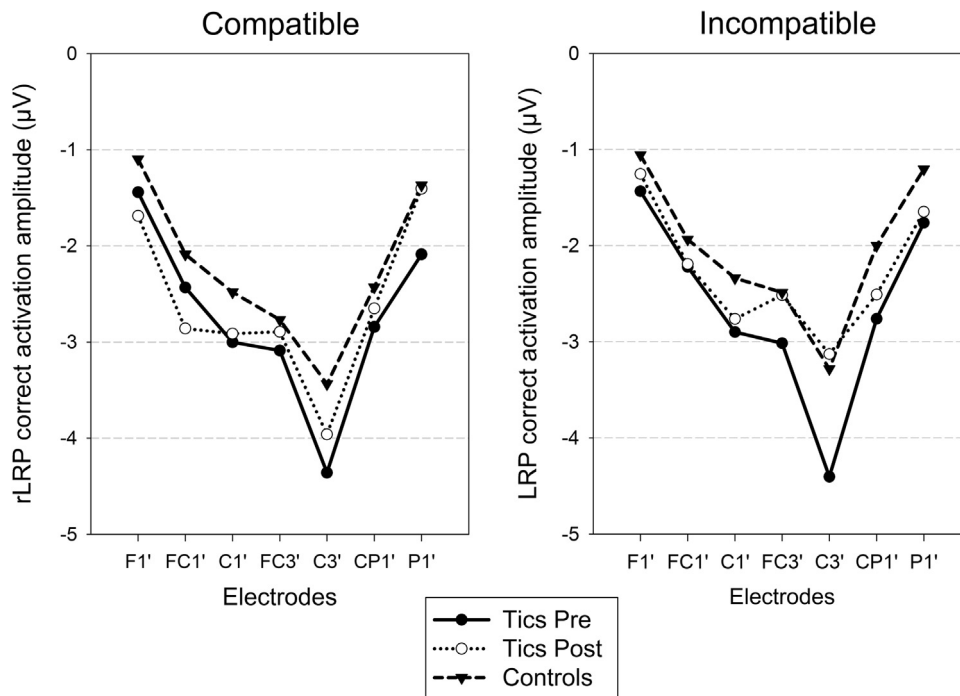 Compatible
rLRP correct activation amplitude (µV)
0
-1
-2
-3
-4
-5
F1' FC1' C1' FC3' C3' CP1' P1'
Electrodes
Incompatible
LRP correct activation amplitude (µV)
0
-1
-2
-3
-4
-5
F1' FC1' C1' FC3' C3' CP1' P1'
Electrodes
Tics Pre
Tics Post
Controls